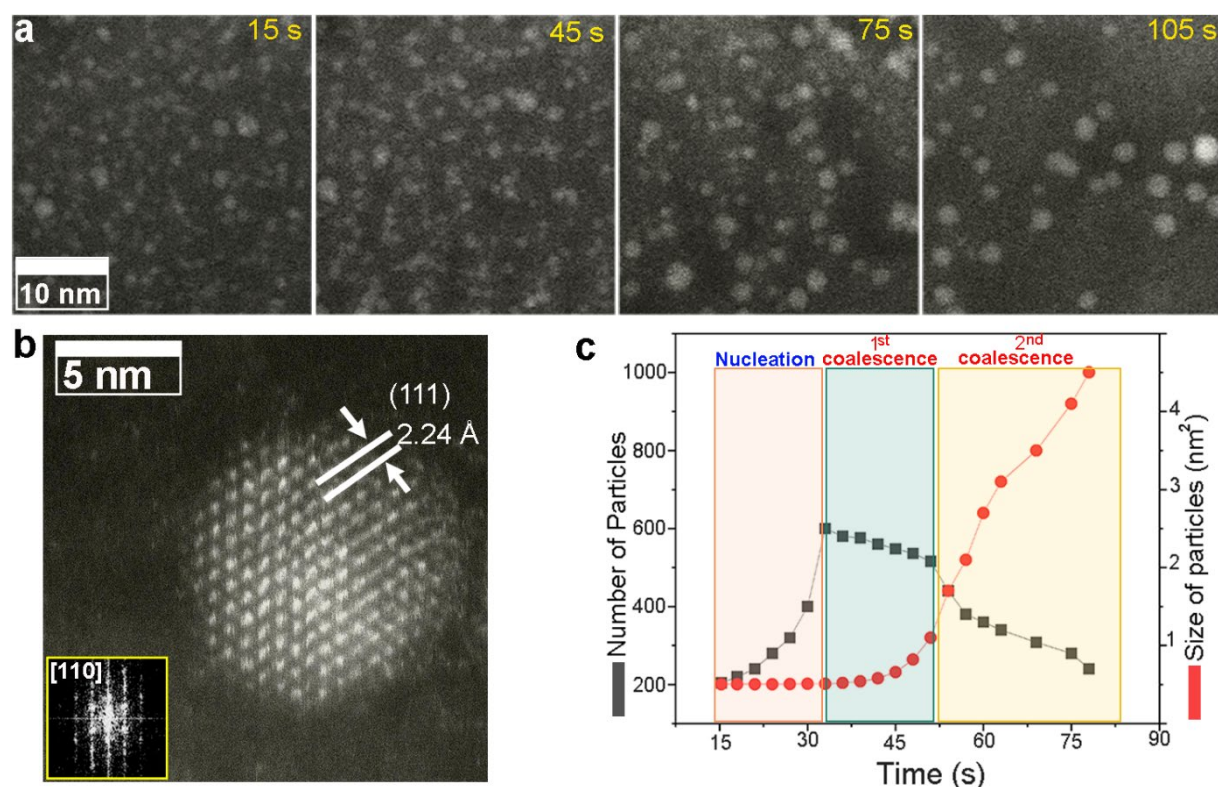 a
15 s
45 s
75 s
105 s
10 nm
b
5 nm
(111)
2.24 Å
[110]
c
Nucleation
1st
coalescence
2nd
coalescence
Number of Particles
1000
800
600
400
200
4
3
2
1
Size of particles (nm²)
15
30
45
60
75
90
Time (s)